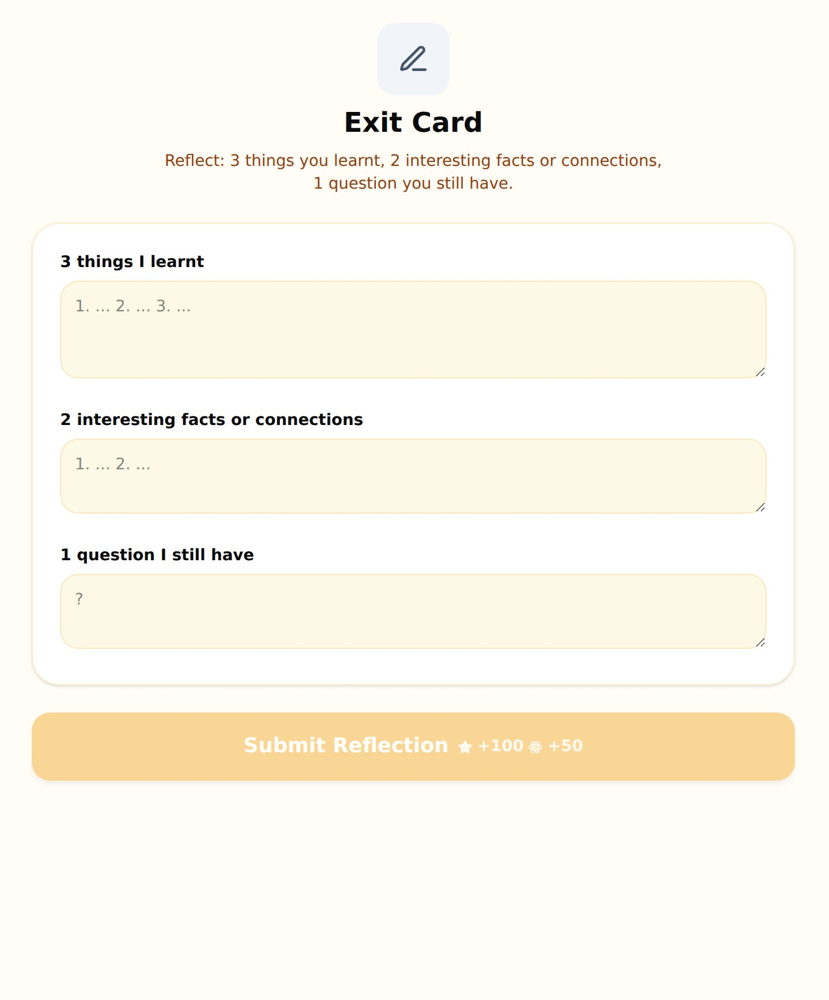 Exit Card
Reflect: 3 things you learnt, 2 interesting facts or connections,
1 question you still have.
3 things I learnt
1. … 2. … 3. …
2 interesting facts or connections
1. … 2. …
1 question I still have
?
Submit Reflection +100 +50